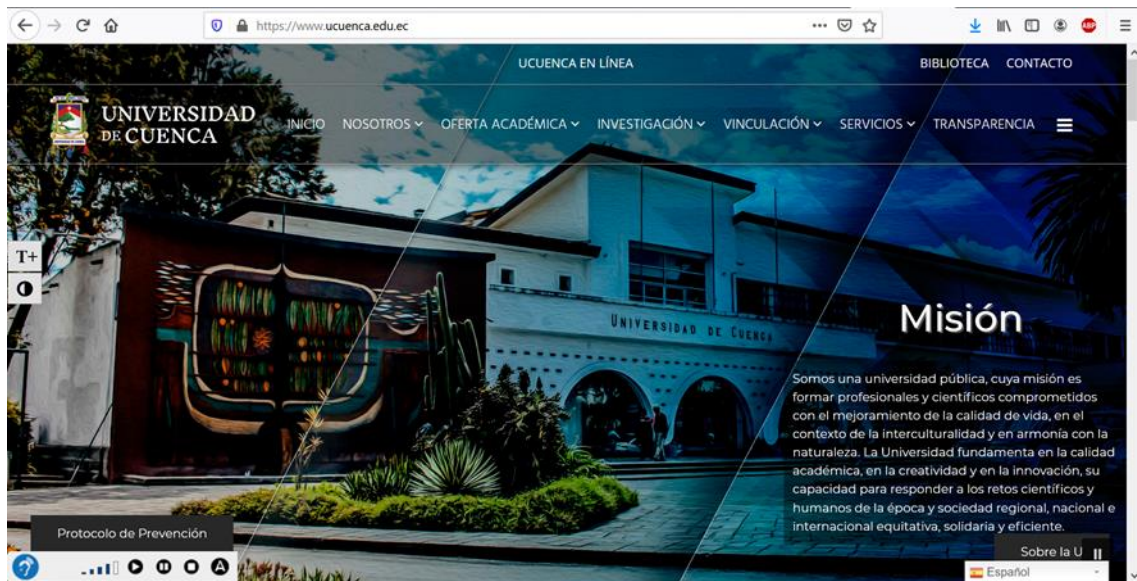 https://www.ucuenca.edu.ec
ABP
UCUENCA EN LÍNEA
BIBLIOTECA
CONTACTO
UNIVERSIDAD
DE CUENCA
INICIO
NOSOTROS
OFERTA ACADÉMICA
INVESTIGACIÓN
VINCULACIÓN
SERVICIOS
TRANSPARENCIA
T+
UNIVERSIDAD DE CUENCA
Misión
Somos una universidad pública, cuya misión es
formar profesionales y científicos comprometidos
con el mejoramiento de la calidad de vida, en el
contexto de la interculturalidad y en armonía con la
naturaleza. La Universidad fundamenta en la calidad
académica, en la creatividad y en la innovación, su
capacidad para responder a los retos científicos y
humanos de la época y sociedad regional, nacional e
internacional equitativa, solidaria y eficiente.
Protocolo de Prevención
A
Sobre la U
Español